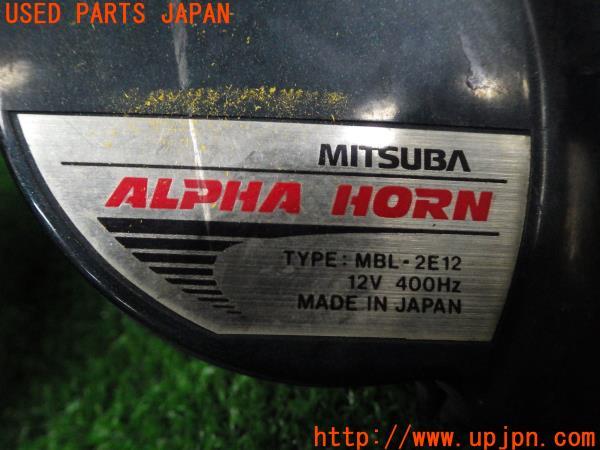 USED PARTS JAPAN
MITSUBA
ALPHA HORN
TYPE: MBL-2E12
12V 400Hz
MADE IN JAPAN
http://www.upjpn.com/